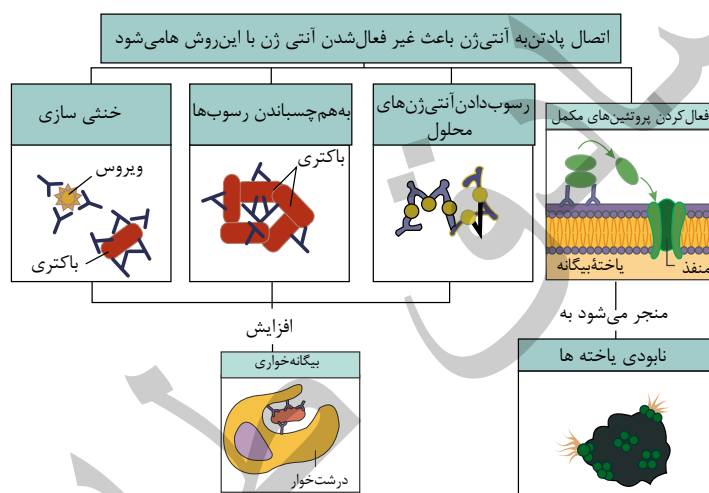 اتصال پادتن‌به آنتی‌ژن باعث غیر فعال‌شدن آنتی ژن با این‌روش هامی‌شود
فعال‌کردن پروتئین‌های مکمل
رسوب‌دادن‌آنتی‌ژن‌های
محلول
به‌هم‌چسباندن رسوب‌ها
خنثی سازی
باکتری
ویروس
باکتری
منفذ
یاختهٔ‌بیگانه
منجر می‌شود به
افزایش
نابودی یاخته ها
بیگانه‌خواری
درشت‌خوار